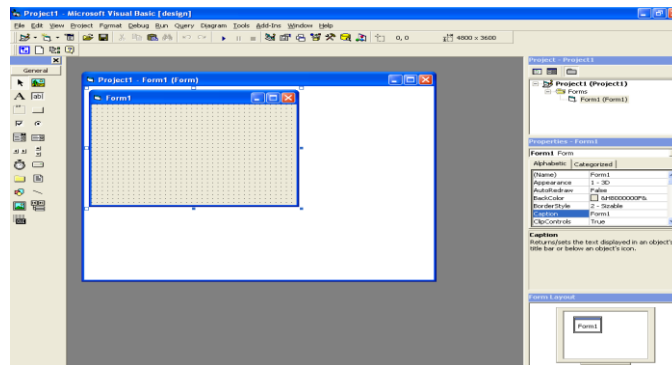 Project1 - Microsoft Visual Basic [design]
File Edit View Project Format Debug Run Query Diagram Tools Add-Ins Window Help
0, 0 4800 x 3600
General
Project1 - Form1 (Form)
Form1
Project - Project1
Project1 (Project1)
Forms
Form1 (Form1)
Properties - Form1
Form1 Form
Alphabetic Categorized
(Name) Form1
Appearance 1 - 3D
AutoRedraw False
BackColor &H8000000F&
BorderStyle 2 - Sizable
Caption Form1
ClipControls True
Caption
Returns/sets the text displayed in an object's
title bar or below an object's icon.
Form Layout
Form1